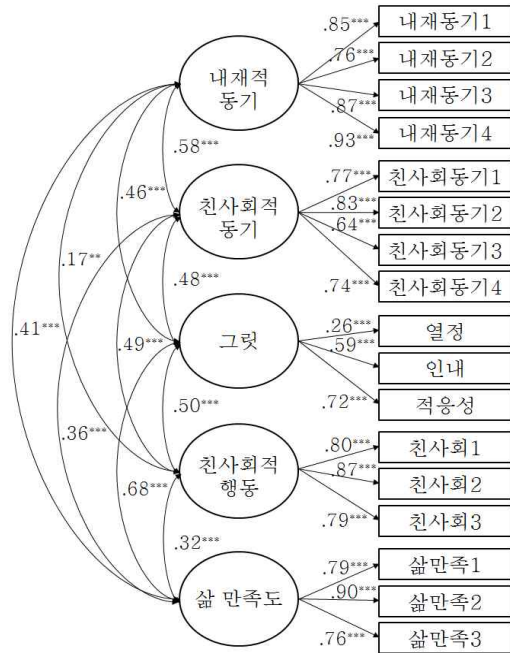 .85***
내재동기1
.76***
내재동기2
내재적
동기
내재동기3
.87***
.93***
내재동기4
.58***
.77***
친사회동기1
.46***
.83***
친사회동기2
친사회적
동기
.64***
친사회동기3
.17**
.48***
.74***
친사회동기4
.41***
.26***
열정
.49***
그릿
.59***
인내
.72***
적응성
.50***
.36***
.80***
친사회1
친사회적
행동
.87***
친사회2
.68***
.79***
친사회3
.32***
.79***
삶만족1
.90***
삶 만족도
삶만족2
.76***
삶만족3